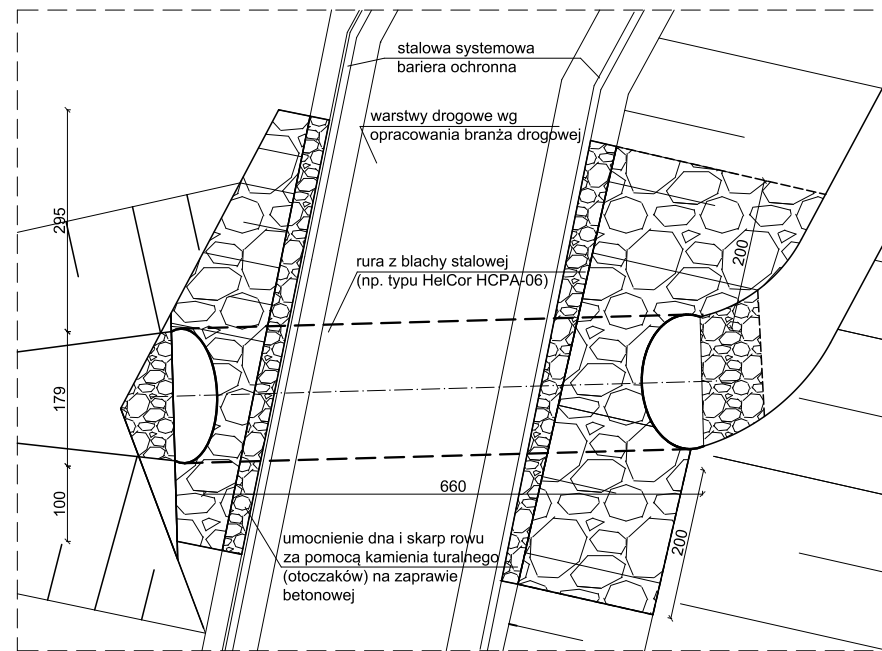 stalowa systemowa
bariera ochronna
warstwy drogowe wg
opracowania branża drogowej
295
200
rura z blachy stalowej
(np. typu HelCor HCPA-06)
179
660
100
umocnienie dna i skarp rowu
za pomocą kamienia turalnego
(otoczaków) na zaprawie
betonowej
200